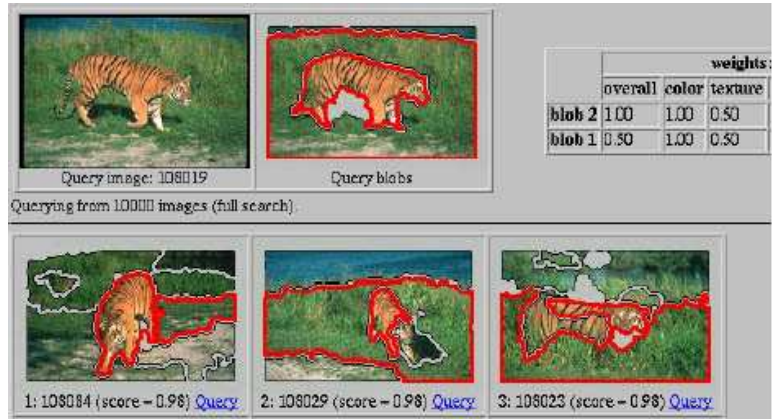 weights:
overall color texture
blob 2 1.00 1.00 0.50
blob 1 0.50 1.00 0.50
Query image: 108019 Query blobs
Querying from 10000 images (full search).
1: 108084 (score = 0.98) Query
2: 108029 (score = 0.98) Query
3: 108023 (score = 0.98) Query